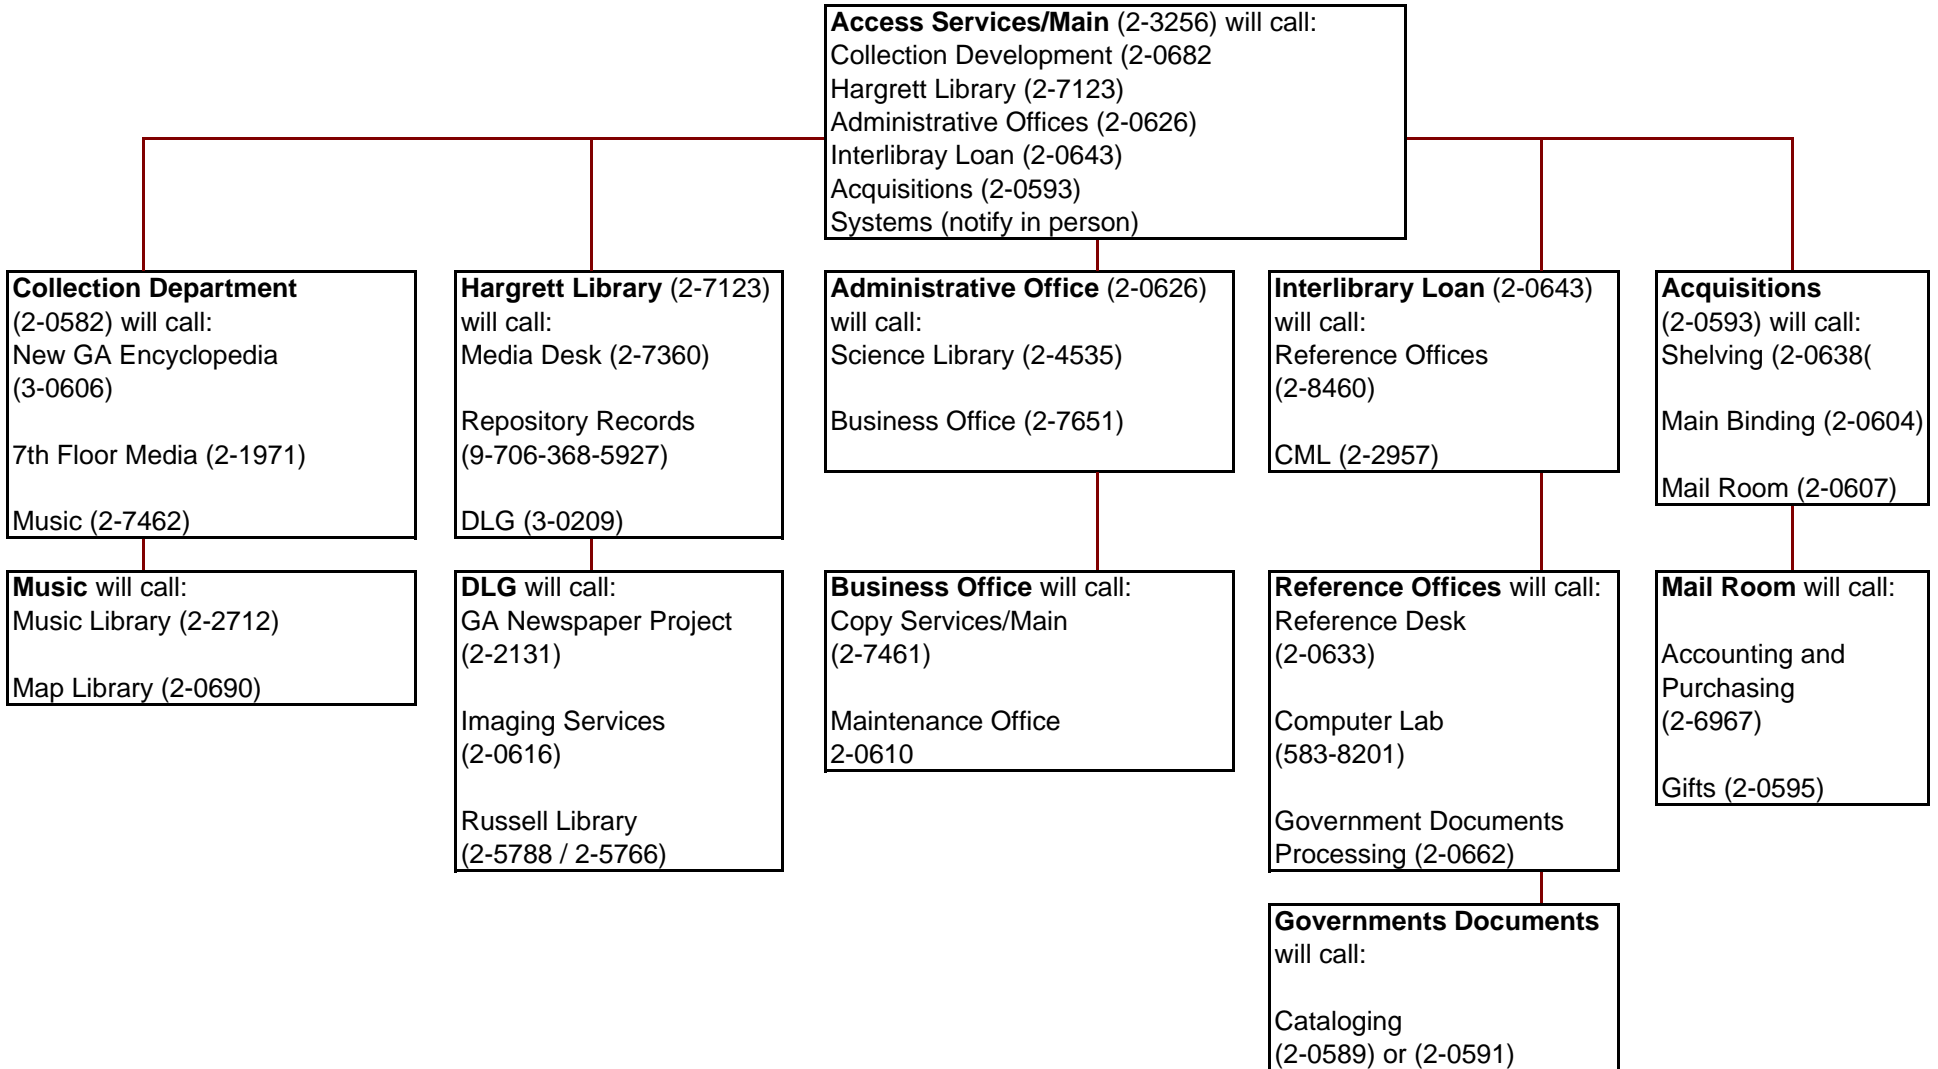 Access Services/Main (2-3256) will call:
Collection Development (2-0682
Hargrett Library (2-7123)
Administrative Offices (2-0626)
Interlibray Loan (2-0643)
Acquisitions (2-0593)
Systems (notify in person)
Collection Department
(2-0582) will call:
New GA Encyclopedia
(3-0606)
7th Floor Media (2-1971)
Music (2-7462)
Hargrett Library (2-7123)
will call:
Media Desk (2-7360)
Repository Records
(9-706-368-5927)
DLG (3-0209)
Administrative Office (2-0626)
will call:
Science Library (2-4535)
Business Office (2-7651)
Interlibrary Loan (2-0643)
will call:
Reference Offices
(2-8460)
CML (2-2957)
Acquisitions
(2-0593) will call:
Shelving (2-0638(
Main Binding (2-0604)
Mail Room (2-0607)
Music will call:
Music Library (2-2712)
Map Library (2-0690)
DLG will call:
GA Newspaper Project
(2-2131)
Imaging Services
(2-0616)
Russell Library
(2-5788 / 2-5766)
Business Office will call:
Copy Services/Main
(2-7461)
Maintenance Office
2-0610
Reference Offices will call:
Reference Desk
(2-0633)
Computer Lab
(583-8201)
Government Documents
Processing (2-0662)
Mail Room will call:
Accounting and
Purchasing
(2-6967)
Gifts (2-0595)
Governments Documents
will call:
Cataloging
(2-0589) or (2-0591)